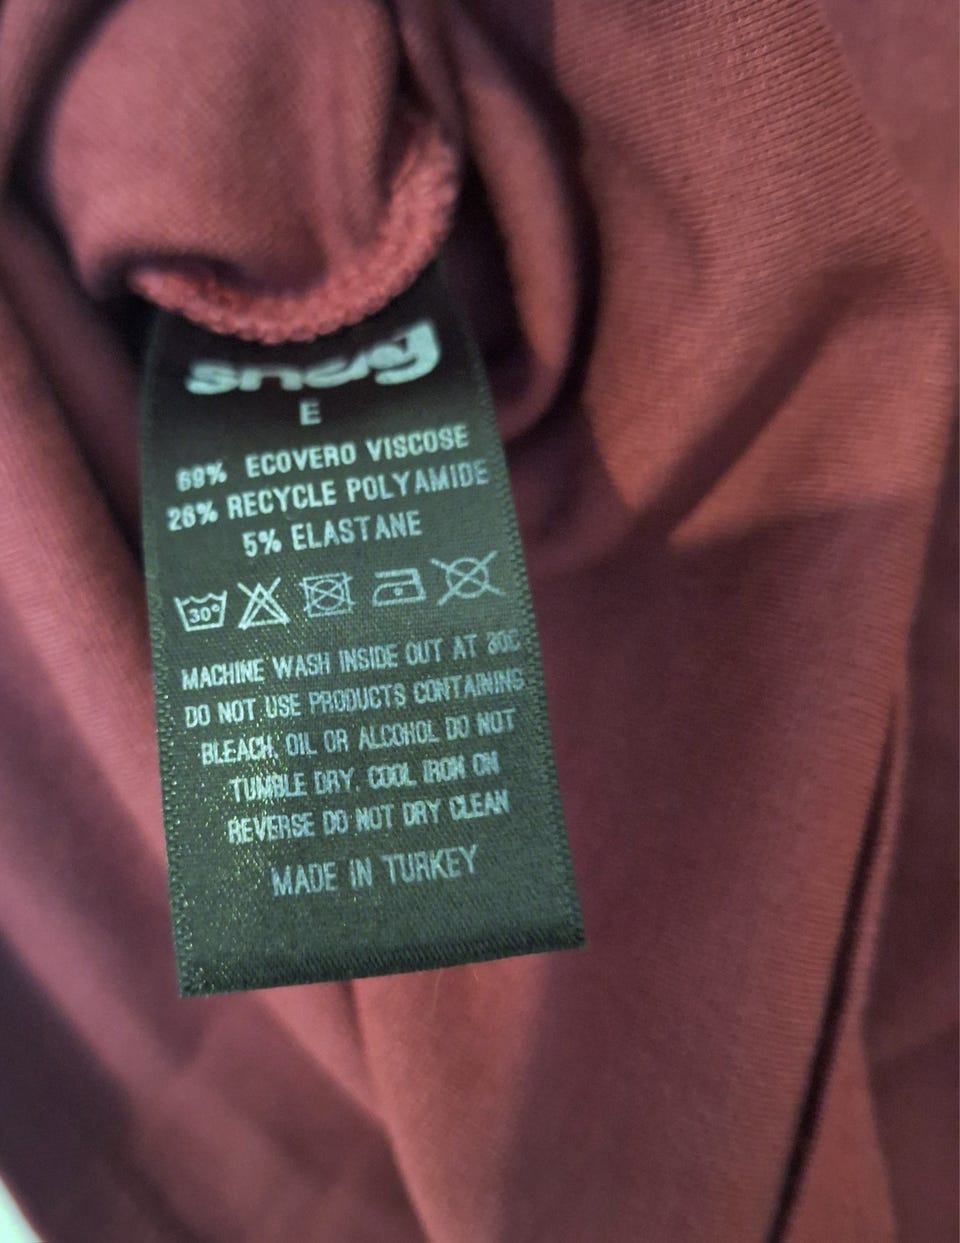 snag
E
69% ECOVERO VISCOSE
26% RECYCLE POLYAMIDE
5% ELASTANE
30°
MACHINE WASH INSIDE OUT AT 30C
DO NOT USE PRODUCTS CONTAINING
BLEACH, OIL OR ALCOHOL DO NOT
TUMBLE DRY. COOL IRON ON
REVERSE DO NOT DRY CLEAN
MADE IN TURKEY